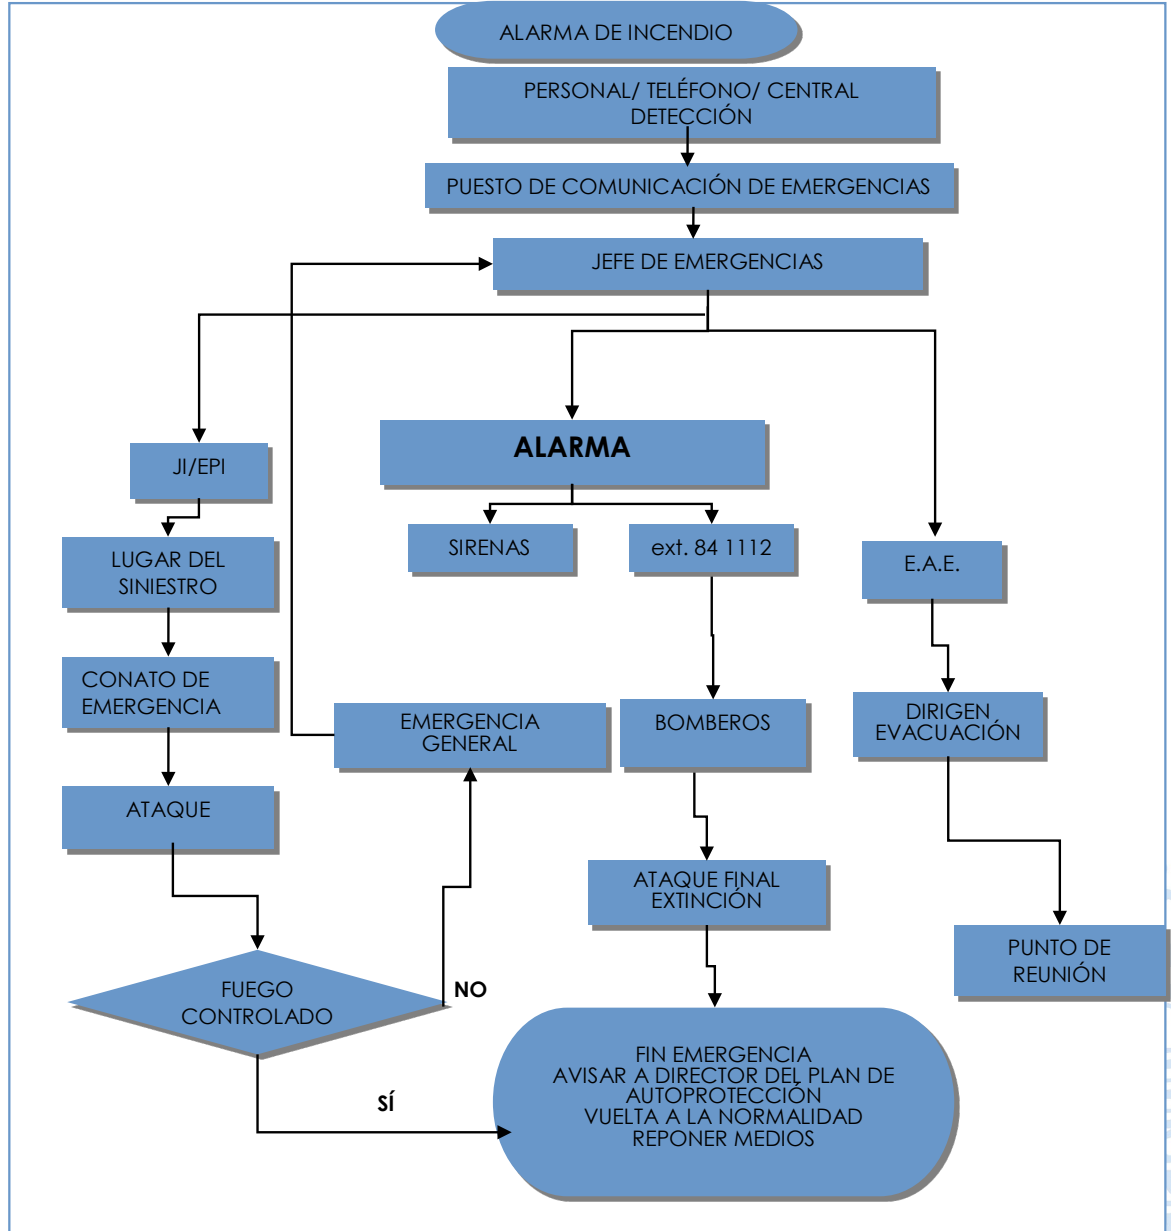 ALARMA DE INCENDIO
PERSONAL/ TELÉFONO/ CENTRAL
DETECCIÓN
PUESTO DE COMUNICACIÓN DE EMERGENCIAS
JEFE DE EMERGENCIAS
ALARMA
JI/EPI
SIRENAS
ext. 84 1112
E.A.E.
LUGAR DEL
SINIESTRO
CONATO DE
EMERGENCIA
EMERGENCIA
GENERAL
BOMBEROS
DIRIGEN
EVACUACIÓN
ATAQUE
ATAQUE FINAL
EXTINCIÓN
PUNTO DE
REUNIÓN
FUEGO
CONTROLADO
NO
SÍ
FIN EMERGENCIA
AVISAR A DIRECTOR DEL PLAN DE
AUTOPROTECCIÓN
VUELTA A LA NORMALIDAD
REPONER MEDIOS